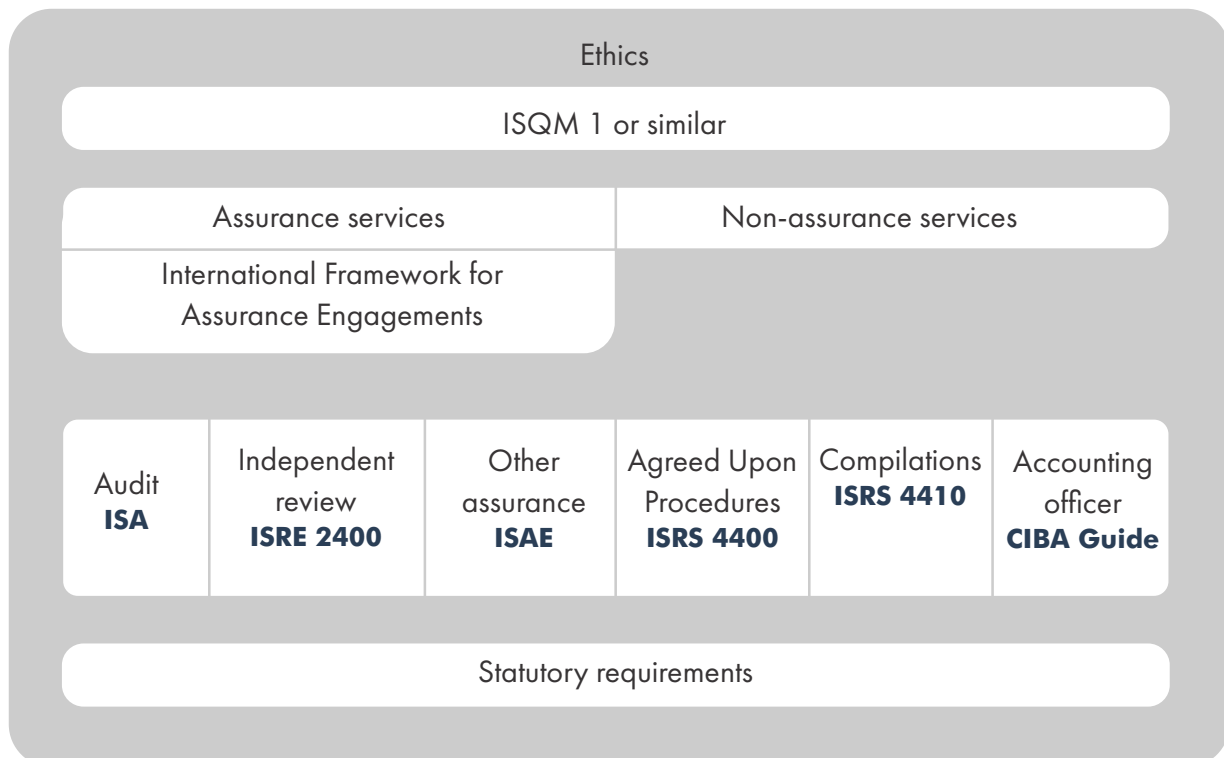 Ethics
ISQM 1 or similar
Assurance services
Non-assurance services
International Framework for
Assurance Engagements
Audit
ISA
Independent
review
ISRE 2400
Other
assurance
ISAE
Agreed Upon
Procedures
ISRS 4400
Compilations
ISRS 4410
Accounting
officer
CIBA Guide
Statutory requirements